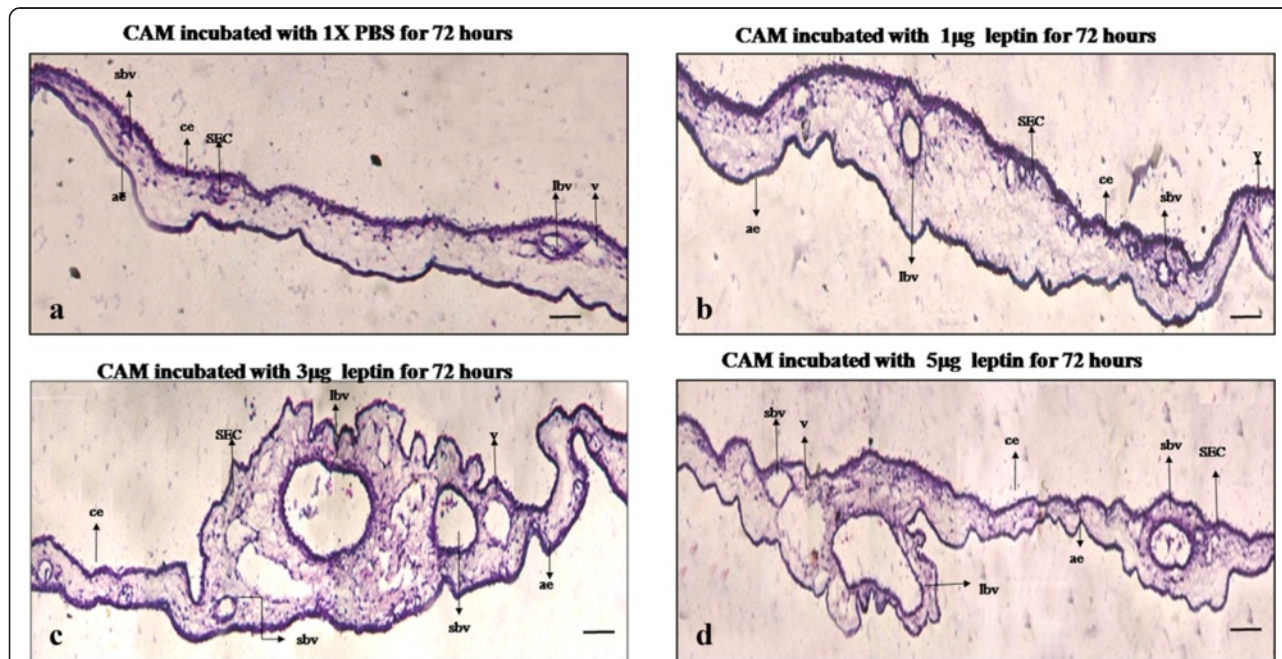 CAM incubated with 1X PBS for 72 hours
sbv
ce
SEC
ae
lbv
v
a
CAM incubated with 1µg leptin for 72 hours
SEC
ce
sbv
v
ae
lbv
b
CAM incubated with 3µg leptin for 72 hours
lbv
SEC
v
ce
ae
sbv
sbv
c
CAM incubated with 5µg leptin for 72 hours
sbv
v
ce
sbv
SEC
ae
lbv
d